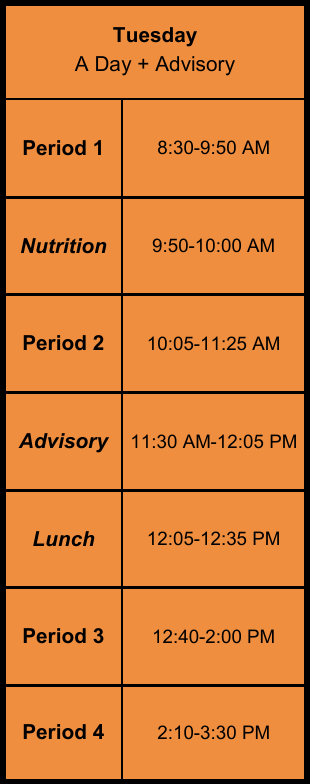 Tuesday
A Day + Advisory
Period 1 8:30-9:50 AM
Nutrition 9:50-10:00 AM
Period 2 10:05-11:25 AM
Advisory 11:30 AM-12:05 PM
Lunch 12:05-12:35 PM
Period 3 12:40-2:00 PM
Period 4 2:10-3:30 PM